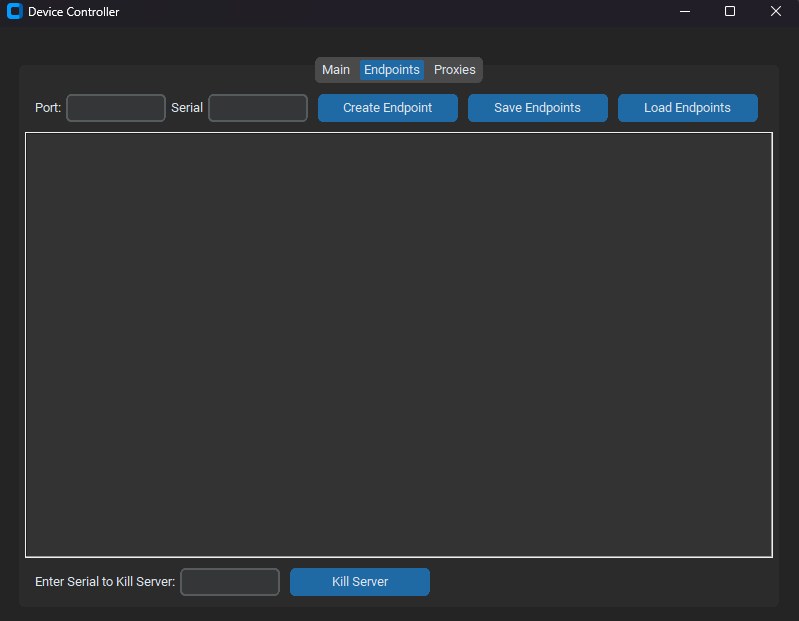 Device Controller
Main Endpoints Proxies
Port: Serial Create Endpoint Save Endpoints Load Endpoints
Enter Serial to Kill Server: Kill Server